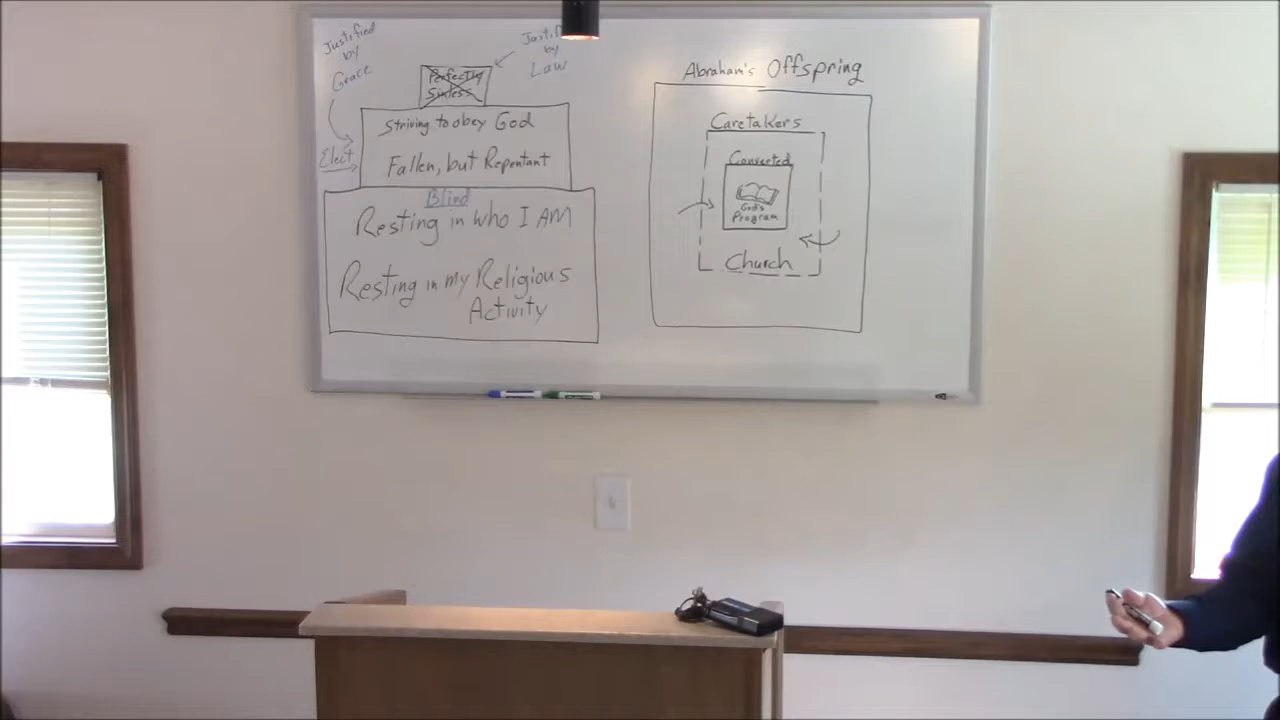 Justified
by
Grace
by
Law
Perfectly
Sinless
Striving to obey God
Elect
Fallen, but Repentant
Blind
Resting in who I AM
Resting in my Religious
Activity
Abraham's Offspring
Caretakers
Converted
God's
Program
Church